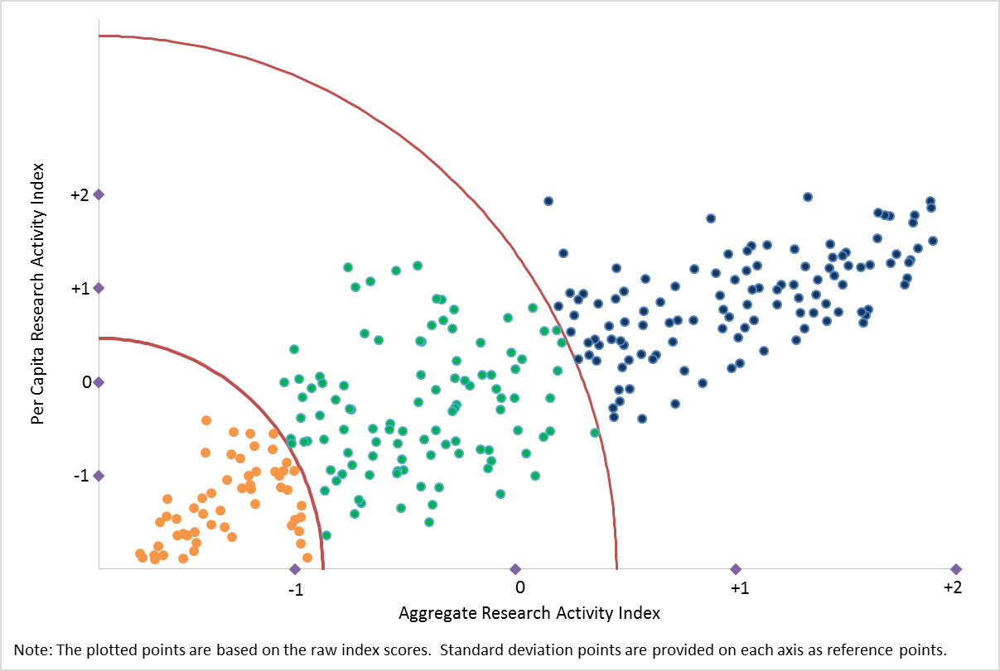 +2
+1
0
-1
Per Capita Research Activity Index
-1
0
+1
+2
Aggregate Research Activity Index
Note: The plotted points are based on the raw index scores.  Standard deviation points are provided on each axis as reference points.